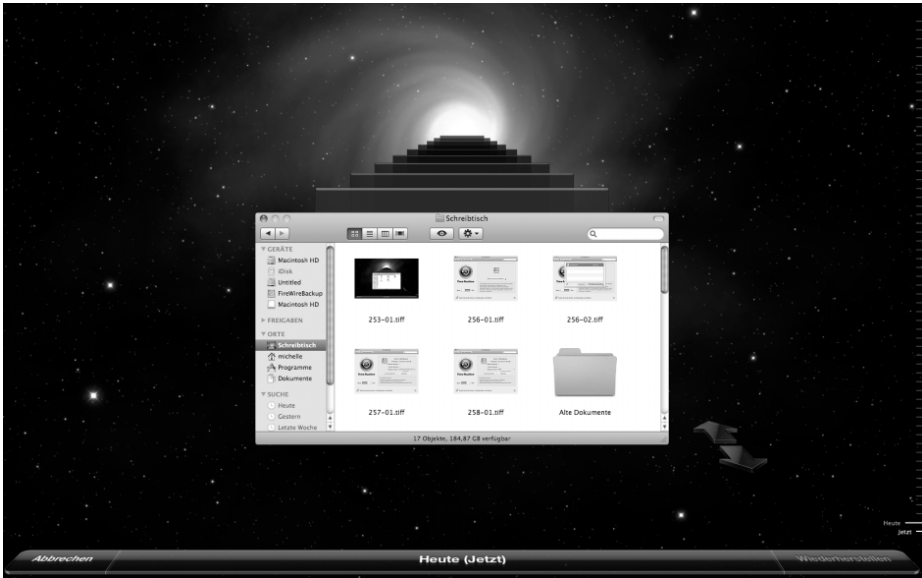 Schreibtisch
GERÄTE
Macintosh HD
iDisk
Untitled
FireWireBackup
Macintosh HD
FREIGABEN
ORTE
Schreibtisch
michelle
Programme
Dokumente
SUCHE
Heute
Gestern
Letzte Woche
253-01.tiff
256-01.tiff
256-02.tiff
257-01.tiff
258-01.tiff
Alte Dokumente
17 Objekte, 184,87 GB verfügbar
Heute
Jetzt
Abbrechen
Heute (Jetzt)
Wiederherstellen